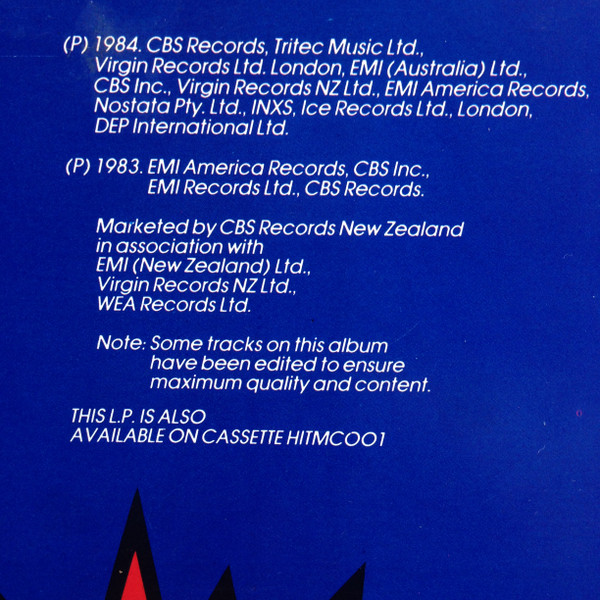 (P) 1984. CBS Records, Tritec Music Ltd.,
Virgin Records Ltd. London, EMI (Australia) Ltd.,
CBS Inc., Virgin Records NZ Ltd., EMI America Records,
Nostata Pty. Ltd., INXS, Ice Records Ltd., London,
DEP International Ltd.
(P) 1983. EMI America Records, CBS Inc.,
EMI Records Ltd., CBS Records.
Marketed by CBS Records New Zealand
in association with
EMI (New Zealand) Ltd.,
Virgin Records NZ Ltd.,
WEA Records Ltd.
Note: Some tracks on this album
have been edited to ensure
maximum quality and content.
THIS L.P. IS ALSO
AVAILABLE ON CASSETTE HITMC001